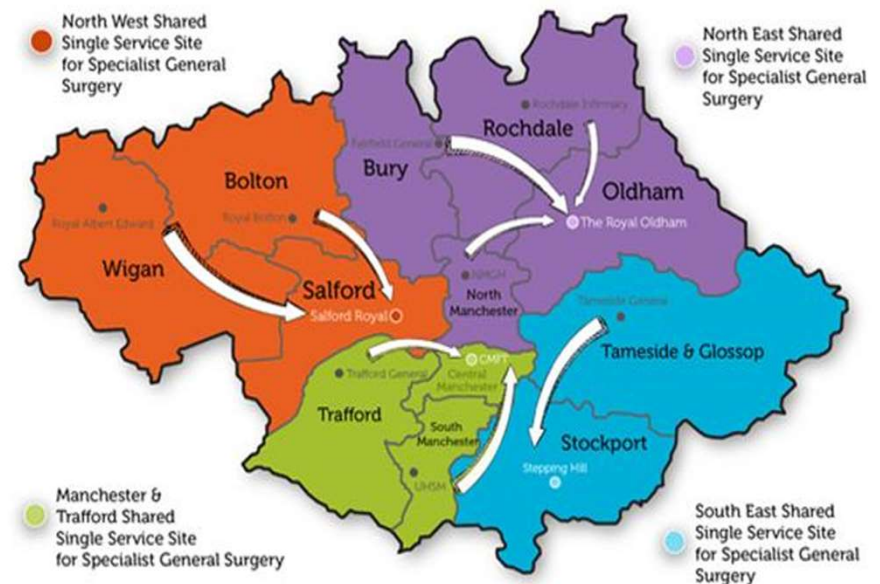 North West Shared
Single Service Site
for Specialist General
Surgery
North East Shared
Single Service Site
for Specialist General
Surgery
Rochdale Infirmary
Rochdale
Fairfield General
Bury
Bolton
Oldham
Royal Albert Edward
Royal Bolton
The Royal Oldham
Wigan
NMGH
North
Manchester
Salford
Salford Royal
Tameside General
Tameside & Glossop
CMFT
Central
Manchester
Trafford General
Trafford
South
Manchester
Stockport
Stepping Hill
UHSM
Manchester &
Trafford Shared
Single Service Site
for Specialist General Surgery
South East Shared
Single Service Site
for Specialist General
Surgery